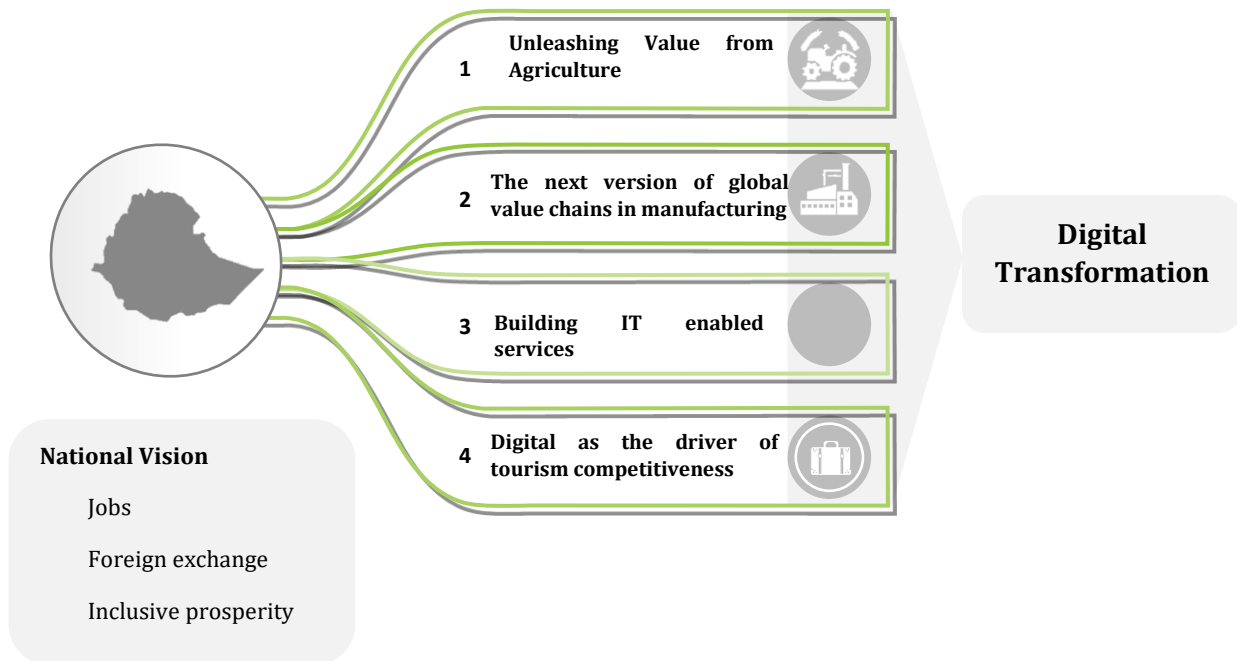 1
Unleashing Value from
Agriculture
2
The next version of global
value chains in manufacturing
3
Building IT enabled
services
4
Digital as the driver of
tourism competitiveness
Digital
Transformation
National Vision
Jobs
Foreign exchange
Inclusive prosperity